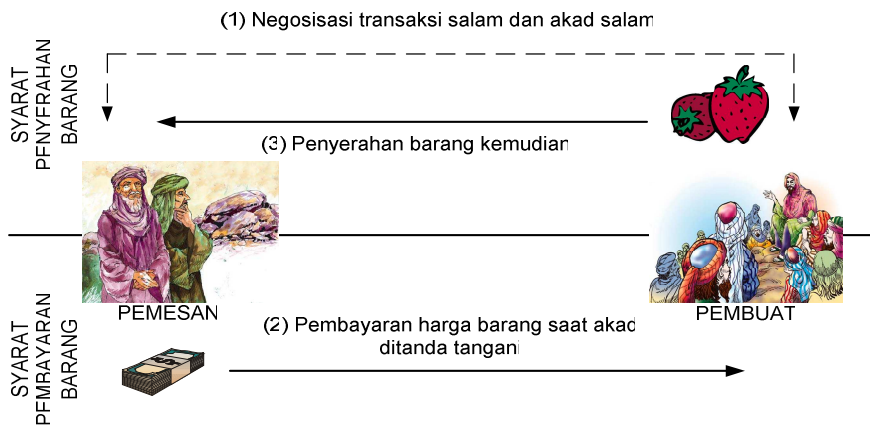 (1) Negosisasi transaksi salam dan akad salam
SYARAT
PENYFRAHAN
BARANG
(3) Penyerahan barang kemudian
PEMESAN
PEMBUAT
(2) Pembayaran harga barang saat akad
ditanda tangani
SYARAT
PFMRAYARAN
BARANG